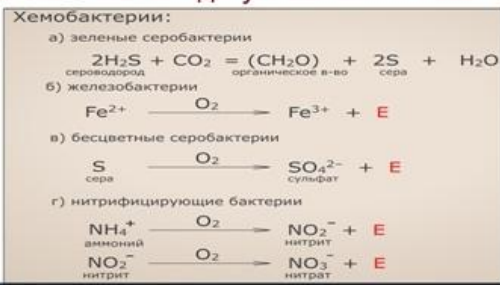 Хемобактерии:
а) зеленые серобактерии
2H₂S + CO₂ = (CH₂O) + 2S + H₂O
сероводород органическое в-во сера
б) железобактерии
Fe²⁺ O₂ Fe³⁺ + E
в) бесцветные серобактерии
S O₂ SO₄²⁻ + E
сера сульфат
г) нитрифицирующие бактерии
NH₄⁺ O₂ NO₂⁻ + E
аммоний нитрит
NO₂⁻ O₂ NO₃⁻ + E
нитрит нитрат